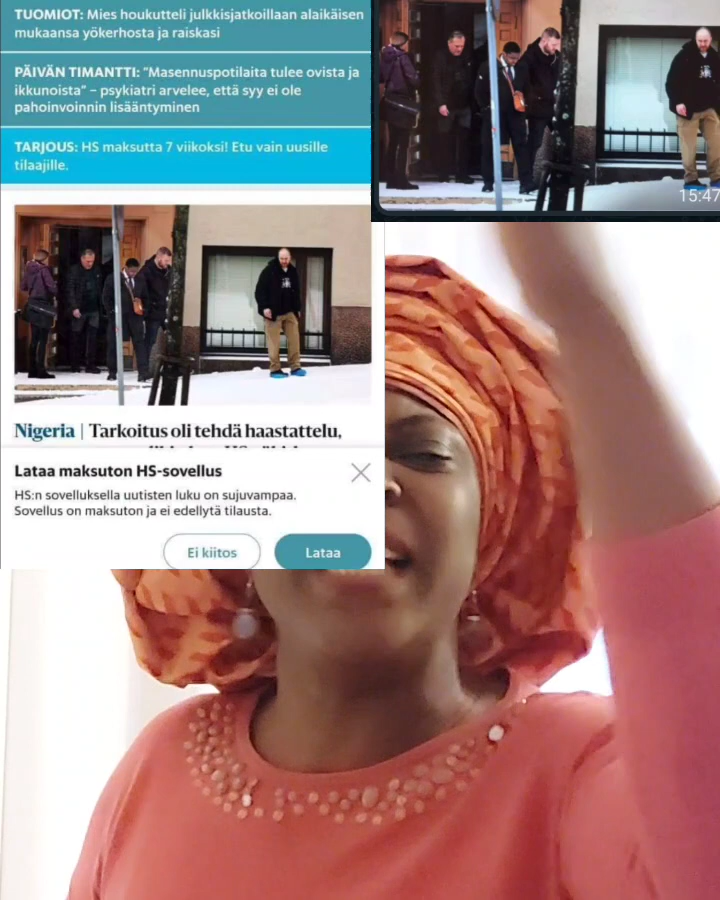 TUOMIOT: Mies houkutteli julkkisjatkoillaan alaikäisen
mukaansa yökerhosta ja raiskasi
PÄIVÄN TIMANTTI: ”Masennuspotilaita tulee ovista ja
ikkunoista” – psykiatri arvelee, että syy ei ole
pahoinvoinnin lisääntyminen
TARJOUS: HS maksutta 7 viikoksi! Etu vain uusille
tilaajille.
15:47
Nigeria | Tarkoitus oli tehdä haastattelu,
Lataa maksuton HS-sovellus
HS:n sovelluksella uutisten luku on sujuvampaa.
Sovellus on maksuton ja ei edellytä tilausta.
Ei kiitos
Lataa